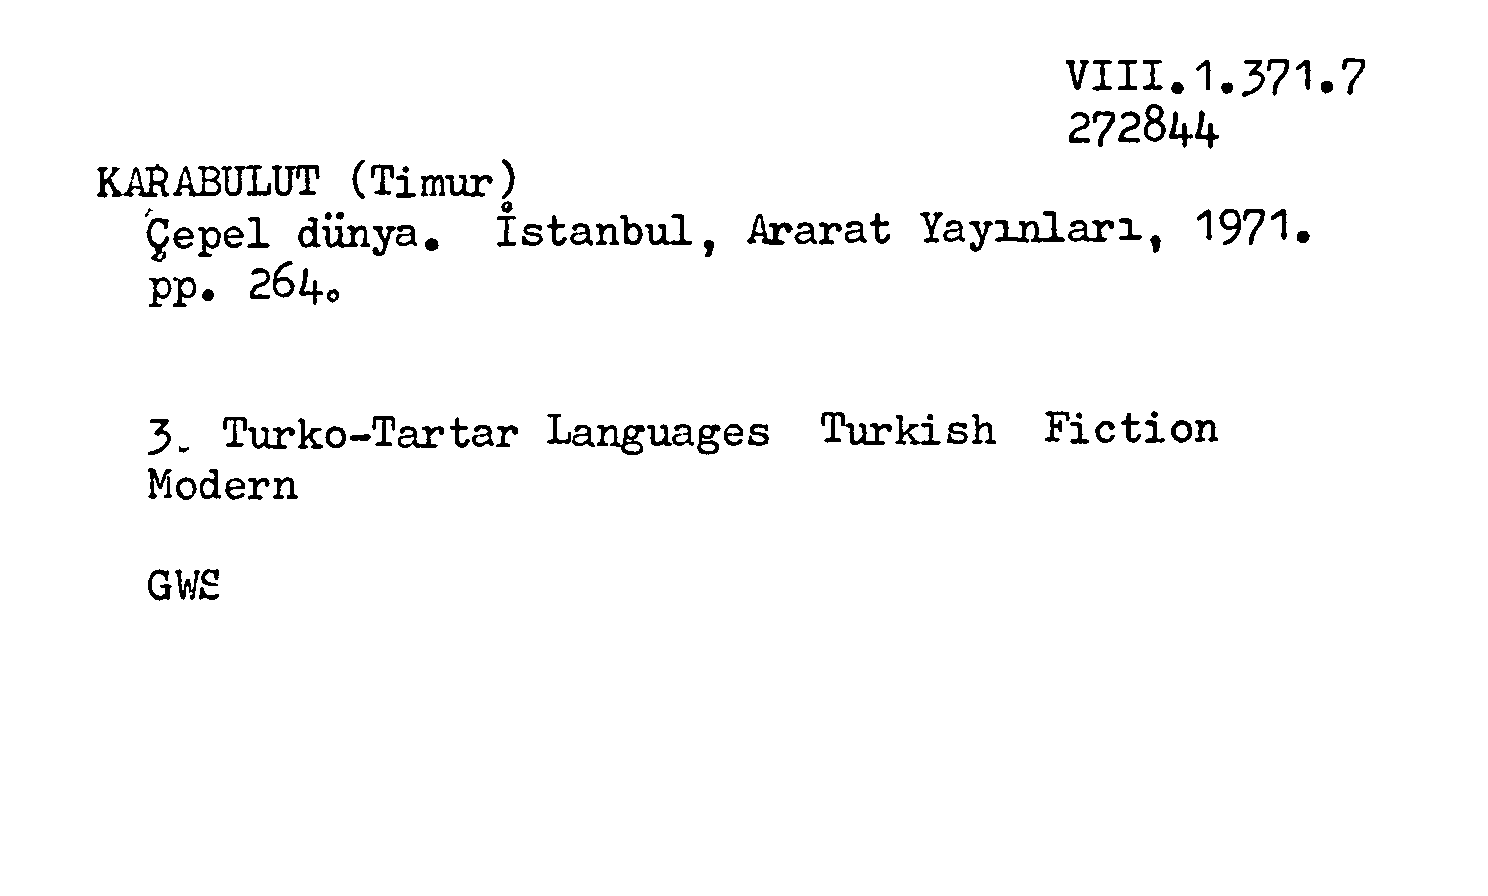 VIII.1.371.7
272844
KARABULUT (Timur)
Çepel dünya. İstanbul, Ararat Yayınları, 1971.
pp. 264.
3. Turko-Tartar Languages Turkish Fiction
Modern
GWS